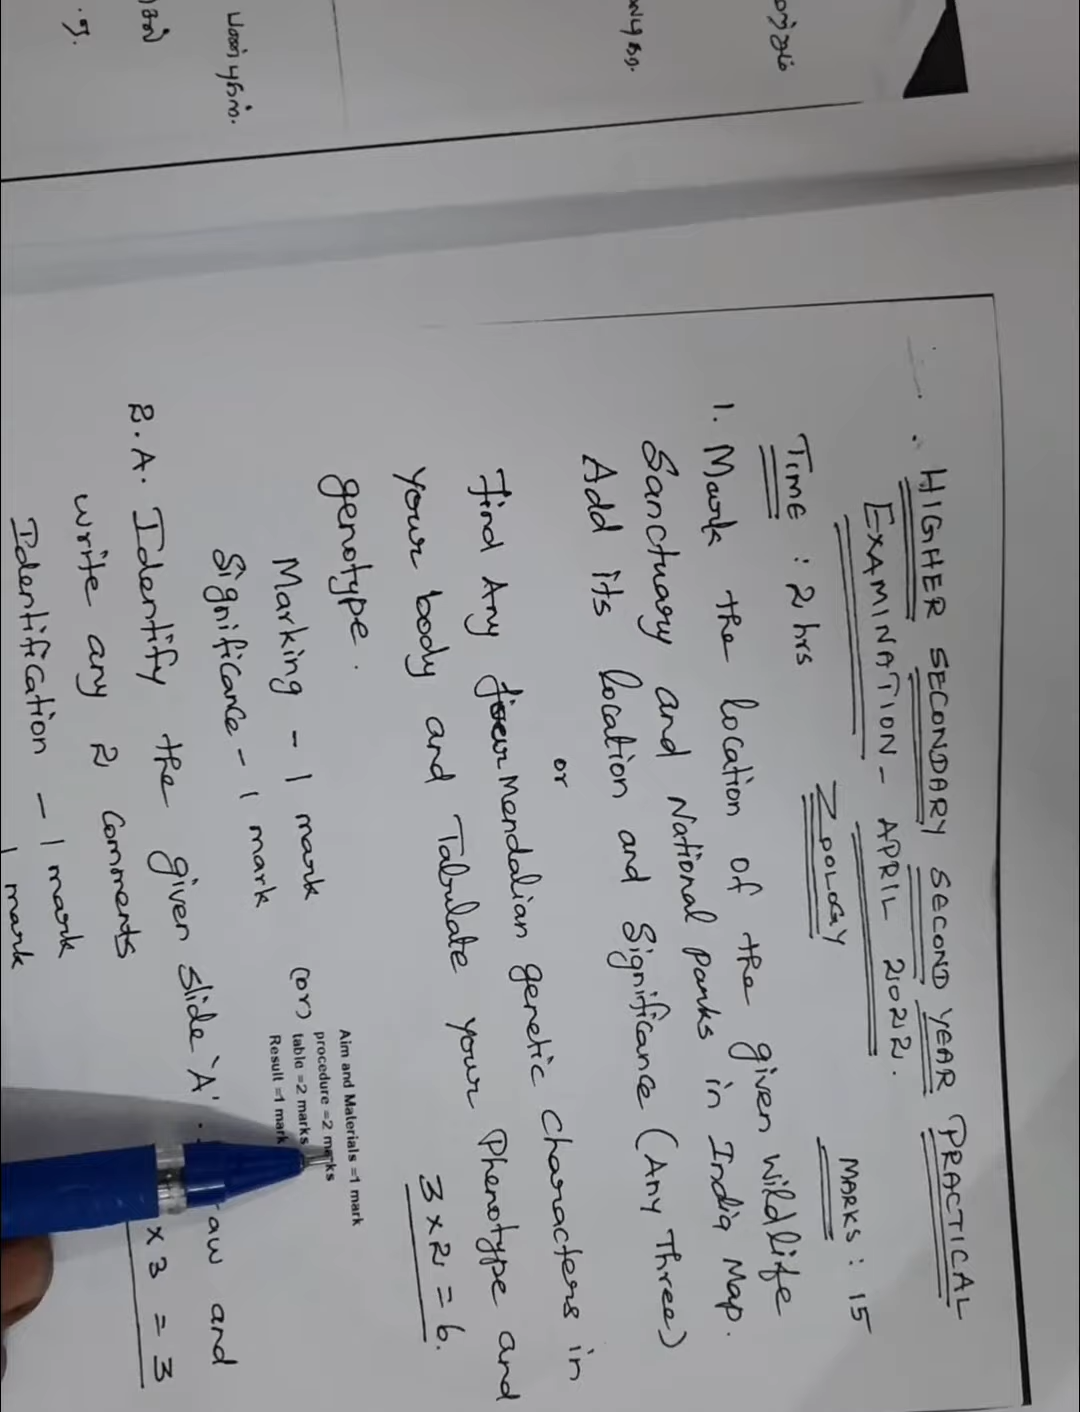 HIGHER SECONDARY SECOND YEAR PRACTICAL
EXAMINATION - APRIL 2022.
ZOOLOGY
TIME : 2 hrs
MARKS : 15
1. Mark the location of the given wildlife
Sanctuary and National parks in India Map.
Add its location and Significance (Any Three)
or
Find Any four Mendalian genetic characters in
your body and Tabulate your Phenotype and
genotype.
3 x 2 = 6.
Marking - 1 mark
Significance - 1 mark
(or)
Aim and Materials =1 mark
procedure =2 marks
table =2 marks
Result =1 mark
2. A. Identify the given slide 'A'. aw and
write any 2 comments
x 3 = 3
Identification - 1 mark
1 mark